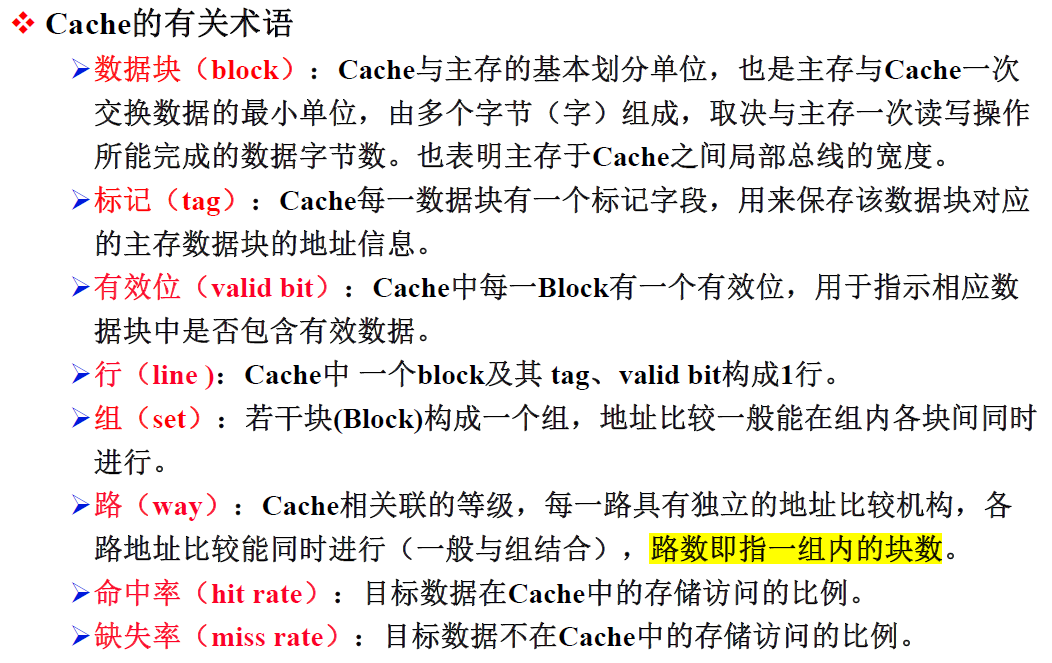 ❖ Cache的有关术语
➢数据块（block）：Cache与主存的基本划分单位，也是主存与Cache一次
交换数据的最小单位，由多个字节（字）组成，取决与主存一次读写操作
所能完成的数据字节数。也表明主存于Cache之间局部总线的宽度。
➢标记（tag）：Cache每一数据块有一个标记字段，用来保存该数据块对应
的主存数据块的地址信息。
➢有效位（valid bit）：Cache中每一Block有一个有效位，用于指示相应数
据块中是否包含有效数据。
➢行（line )：Cache中 一个block及其 tag、valid bit构成1行。
➢组（set）：若干块(Block)构成一个组，地址比较一般能在组内各块间同时
进行。
➢路（way）：Cache相关联的等级，每一路具有独立的地址比较机构，各
路地址比较能同时进行（一般与组结合），路数即指一组内的块数。
➢命中率（hit rate）：目标数据在Cache中的存储访问的比例。
➢缺失率（miss rate）：目标数据不在Cache中的存储访问的比例。